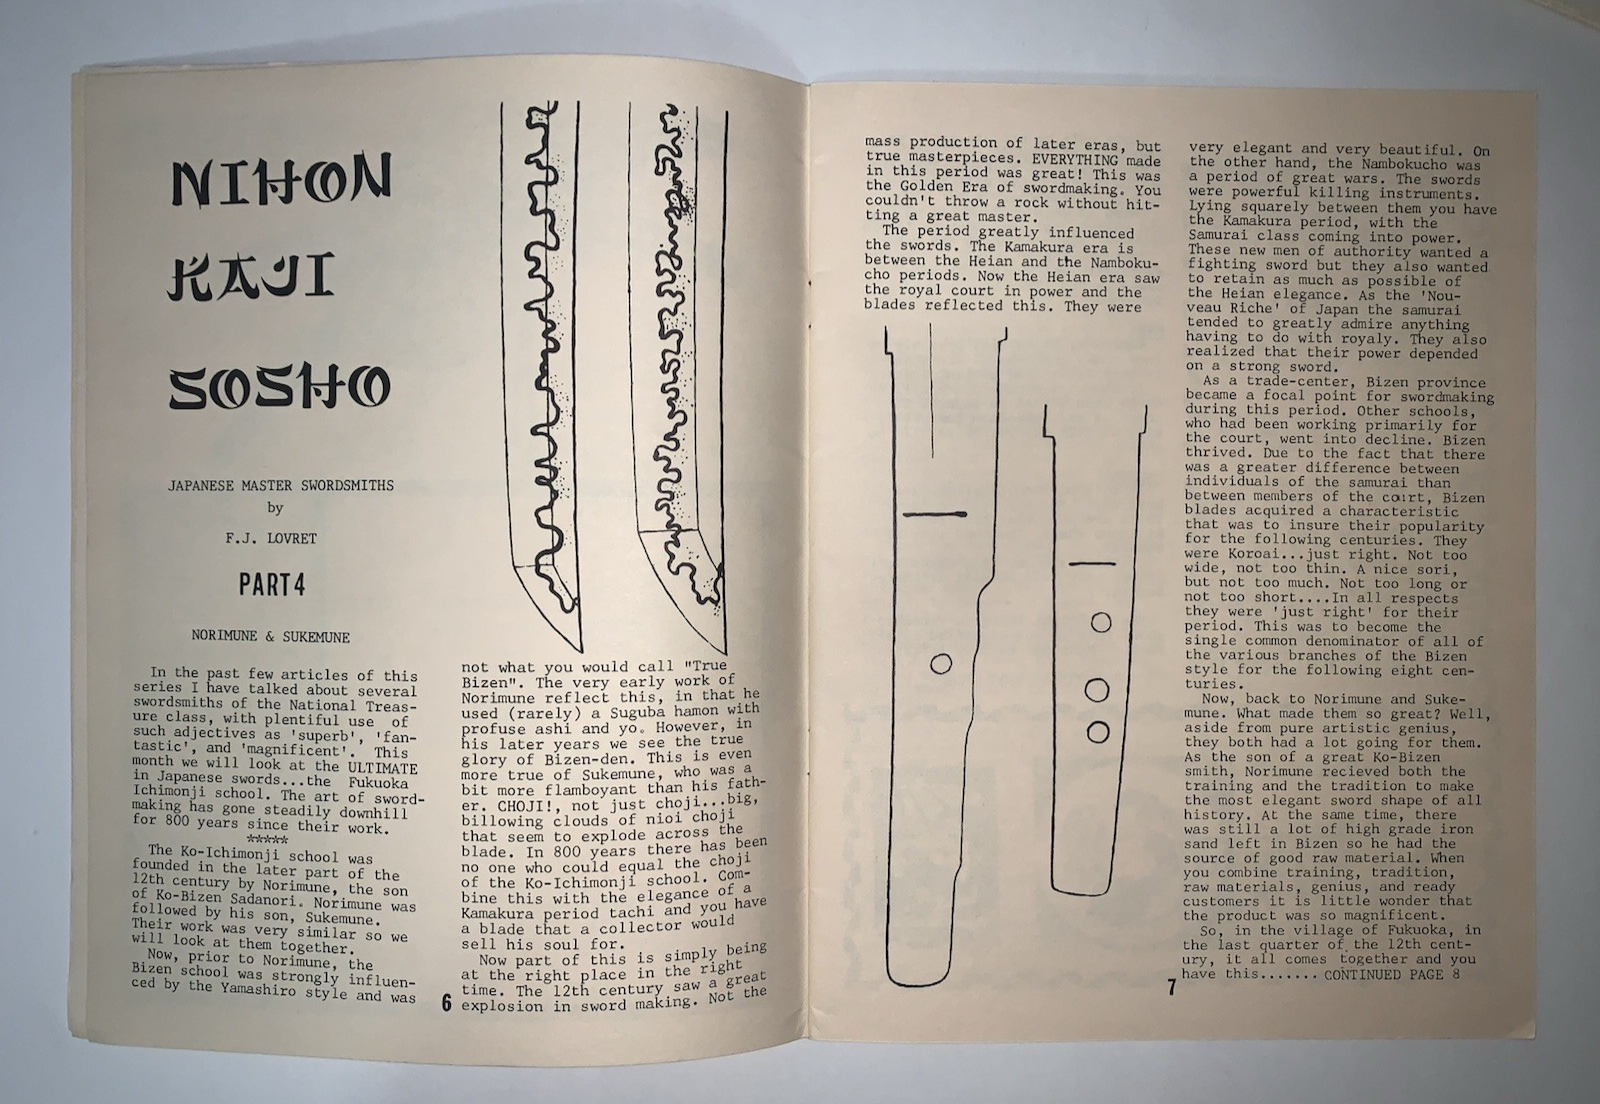 NIHON
KAJI
SOSHO
JAPANESE MASTER SWORDSMITHS
by
F.J. LOVRET
PART 4
NORIMUNE & SUKEMUNE
In the past few articles of this
series I have talked about several
swordsmiths of the National Treas-
ure class, with plentiful use of
such adjectives as 'superb', 'fan-
tastic', and 'magnificent'. This
month we will look at the ULTIMATE
in Japanese swords...the Fukuoka
Ichimonji school. The art of sword-
making has gone steadily downhill
for 800 years since their work.
*****
The Ko-Ichimonji school was
founded in the later part of the
12th century by Norimune, the son
of Ko-Bizen Sadanori. Norimune was
followed by his son, Sukemune.
Their work was very similar so we
will look at them together.
Now, prior to Norimune, the
Bizen school was strongly influen-
ced by the Yamashiro style and was
not what you would call "True
Bizen". The very early work of
Norimune reflect this, in that he
used (rarely) a Suguba hamon with
profuse ashi and yo. However, in
his later years we see the true
glory of Bizen-den. This is even
more true of Sukemune, who was a
bit more flamboyant than his fath-
er. CHOJI!, not just choji...big,
billowing clouds of nioi choji
that seem to explode across the
blade. In 800 years there has been
no one who could equal the choji
of the Ko-Ichimonji school. Com-
bine this with the elegance of a
Kamakura period tachi and you have
a blade that a collector would
sell his soul for.
Now part of this is simply being
at the right place in the right
time. The 12th century saw a great
explosion in sword making. Not the
6
mass production of later eras, but
true masterpieces. EVERYTHING made
in this period was great! This was
the Golden Era of swordmaking. You
couldn't throw a rock without hit-
ting a great master.
The period greatly influenced
the swords. The Kamakura era is
between the Heian and the Namboku-
cho periods. Now the Heian era saw
the royal court in power and the
blades reflected this. They were
very elegant and very beautiful. On
the other hand, the Nambokucho was
a period of great wars. The swords
were powerful killing instruments.
Lying squarely between them you have
the Kamakura period, with the
Samurai class coming into power.
These new men of authority wanted a
fighting sword but they also wanted
to retain as much as possible of
the Heian elegance. As the 'Nou-
veau Riche' of Japan the samurai
tended to greatly admire anything
having to do with royaly. They also
realized that their power depended
on a strong sword.
As a trade-center, Bizen province
became a focal point for swordmaking
during this period. Other schools,
who had been working primarily for
the court, went into decline. Bizen
thrived. Due to the fact that there
was a greater difference between
individuals of the samurai than
between members of the court, Bizen
blades acquired a characteristic
that was to insure their popularity
for the following centuries. They
were Koroai...just right. Not too
wide, not too thin. A nice sori,
but not too much. Not too long or
not too short....In all respects
they were 'just right' for their
period. This was to become the
single common denominator of all of
the various branches of the Bizen
style for the following eight cen-
turies.
Now, back to Norimune and Suke-
mune. What made them so great? Well,
aside from pure artistic genius,
they both had a lot going for them.
As the son of a great Ko-Bizen
smith, Norimune recieved both the
training and the tradition to make
the most elegant sword shape of all
history. At the same time, there
was still a lot of high grade iron
sand left in Bizen so he had the
source of good raw material. When
you combine training, tradition,
raw materials, genius, and ready
customers it is little wonder that
the product was so magnificent.
So, in the village of Fukuoka, in
the last quarter of the 12th cent-
ury, it all comes together and you
have this....... CONTINUED PAGE 8
7